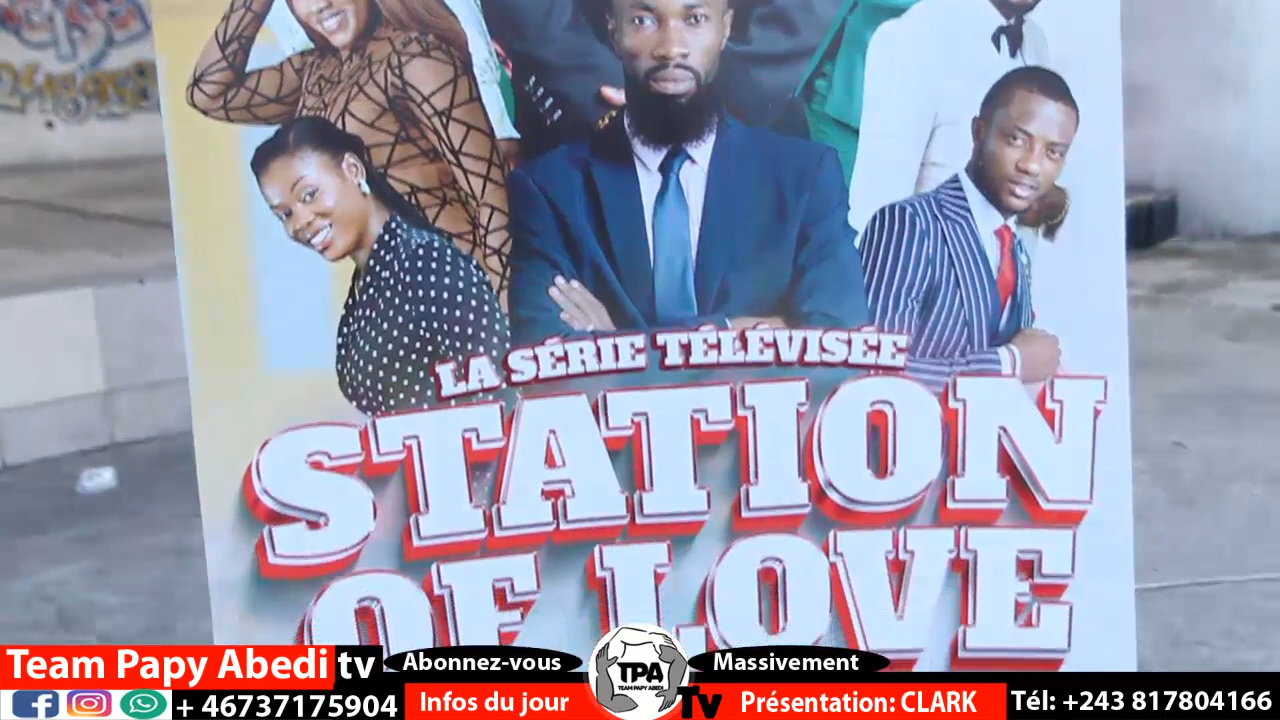 LA SÉRIE TÉLÉVISÉE
STATION
OF LOVE
Team Papy Abedi tv
Abonnez-vous
Massivement
TPA
TEAM PAPY ABEDI
+ 46737175904
Infos du jour
Tv
Présentation: CLARK
Tél: +243 817804166